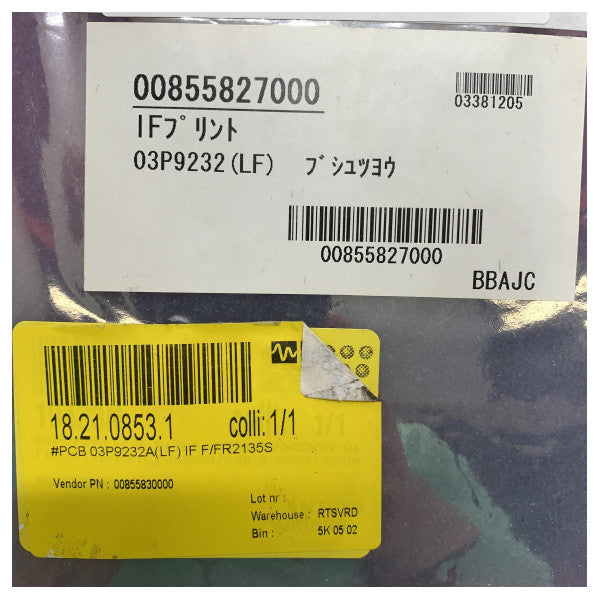 00855827000
03381205
IFプリント
03P9232(LF) ブシュツヨウ
00855827000
BBAJC
18.21.0853.1 colli:1/1
#PCB 03P9232A(LF) IF F/FR2135S
Vendor PN : 00855830000
Lot nr :
Warehouse : RTSVRD
Bin : 5K 05 02